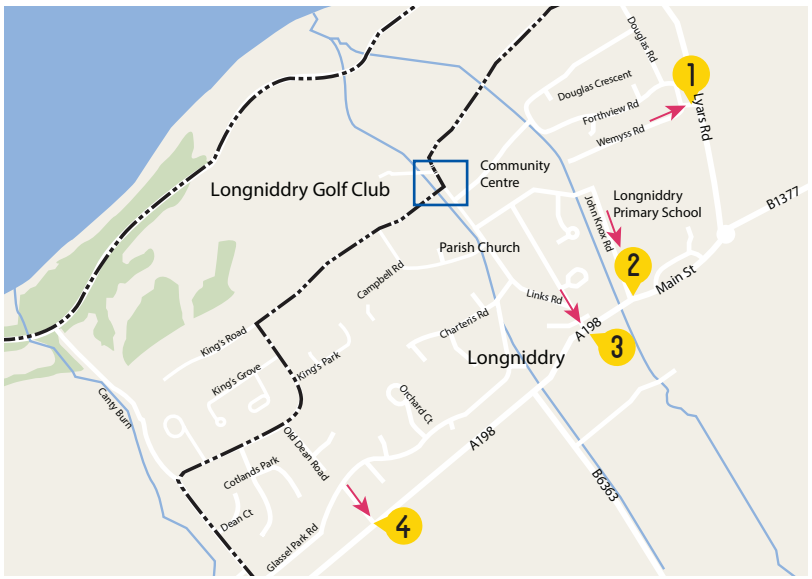 Douglas Rd
1
Douglas Crescent
Lyars Rd
Forthview Rd
Wemyss Rd
Community
Centre
Longniddry Golf Club
B1377
Longniddry
Primary School
John Knox Rd
Parish Church
2
Main St
Campbell Rd
Links Rd
A198
3
Charteris Rd
King's Road
Longniddry
King's Park
King's Grove
Canty Burn
Orchard Ct
A198
Old Dean Road
Cotlands Park
B6363
Dean Ct
4
Glassel Park Rd